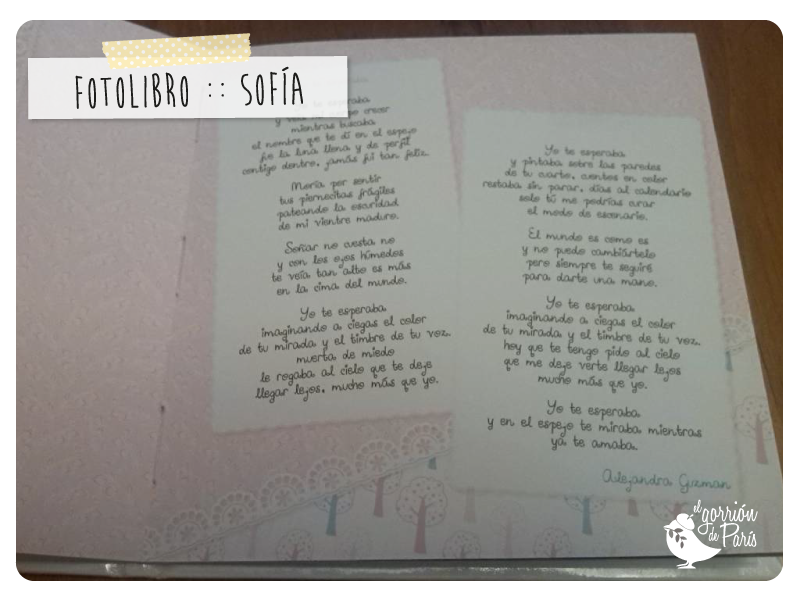 FOTOLIBRO :: SOFÍA
te esperaba
y veía crecer
mientras buscaba
el nombre que te dí en el espejo
fue la luna llena y de perfil
contigo dentro, jamás fuí tan feliz.
Moría per sentir
tus piernecitas frágiles
pateando la oscuridad
de mi vientre maduro.
Soñar no cuesta no
y con los ojos húmedos
te veía tan alto es más
en la cima del mundo.
Yo te esperaba
imaginando a ciegas el color
de tu mirada y el timbre de tu voz.
muerta de miedo
le rogaba al cielo que te deje
llegar lejos, mucho más que yo.
Yo te esperaba
y pintaba sobre las paredes
de tu cuarto, cuentos en color
restaba sin parar, días al calendario
solo tú me podrías curar
el modo de escenario.
El mundo es como es
y no puedo cambiártelo
pero siempre te seguiré
para darte una mano.
Yo te esperaba
imaginando a ciegas el color
de tu mirada y el timbre de tu voz.
hoy que te tengo pido al cielo
que me deje verte llegar lejos
mucho más que yo.
Yo te esperaba
y en el espejo te miraba mientras
ya te amaba.
Alejandra Guzman
el gorrión
de París